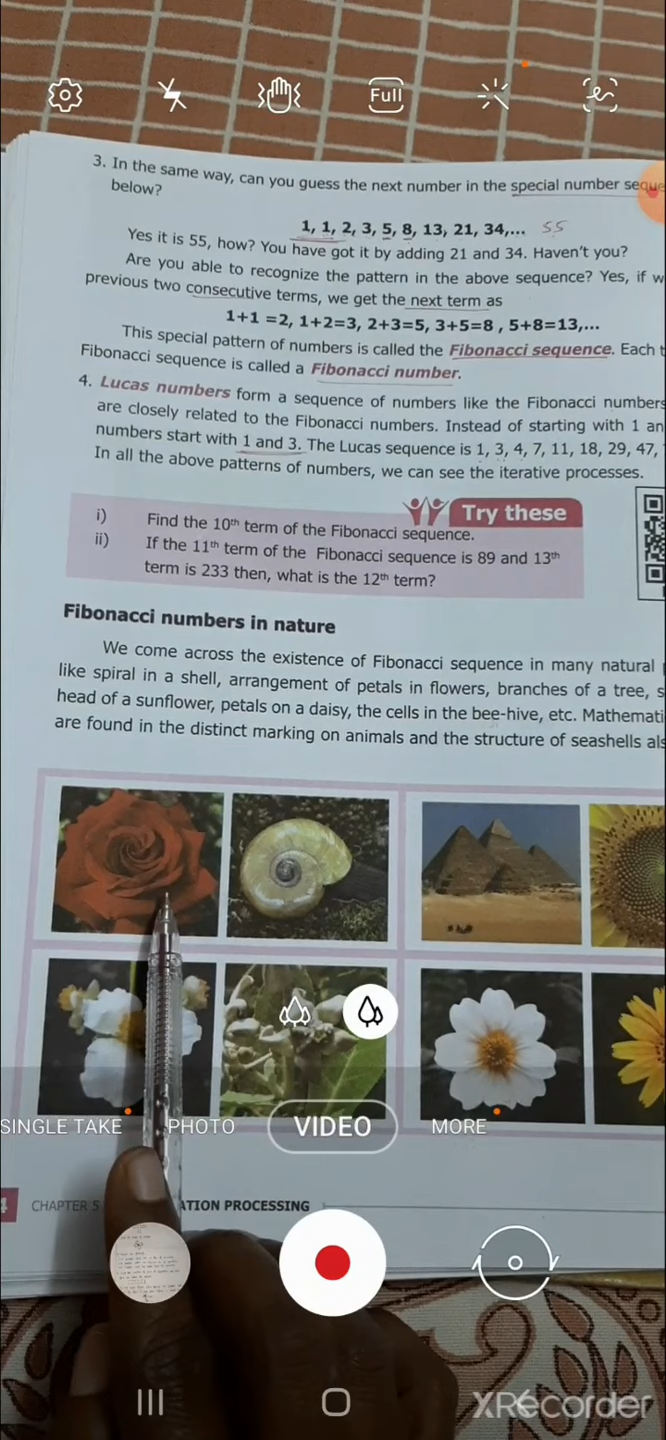 Full
3. In the same way, can you guess the next number in the special number
below?
1, 1, 2, 3, 5, 8, 13, 21, 34,... 55
Yes it is 55, how? You have got it by adding 21 and 34. Haven't you?
Are you able to recognize the pattern in the above sequence? Yes, if
previous two consecutive terms, we get the next term as
1+1 =2, 1+2=3, 2+3=5, 3+5=8 , 5+8=13,...
This special pattern of numbers is called the Fibonacci sequence. Each
Fibonacci sequence is called a Fibonacci number.
4. Lucas numbers form a sequence of numbers like the Fibonacci numbers
are closely related to the Fibonacci numbers. Instead of starting with 1
numbers start with 1 and 3. The Lucas sequence is 1, 3, 4, 7, 11, 18, 29, 47,
In all the above patterns of numbers, we can see the iterative processes.
Try these
i) Find the 10th term of the Fibonacci sequence.
ii) If the 11th term of the Fibonacci sequence is 89 and 13th
term is 233 then, what is the 12th term?
Fibonacci numbers in nature
We come across the existence of Fibonacci sequence in many natural
like spiral in a shell, arrangement of petals in flowers, branches of a tree,
head of a sunflower, petals on a daisy, the cells in the bee-hive, etc.
are found in the distinct marking on animals and the structure of seashells
SINGLE TAKE PHOTO VIDEO MORE
CHAPTER 5 ATION PROCESSING
XRecorder